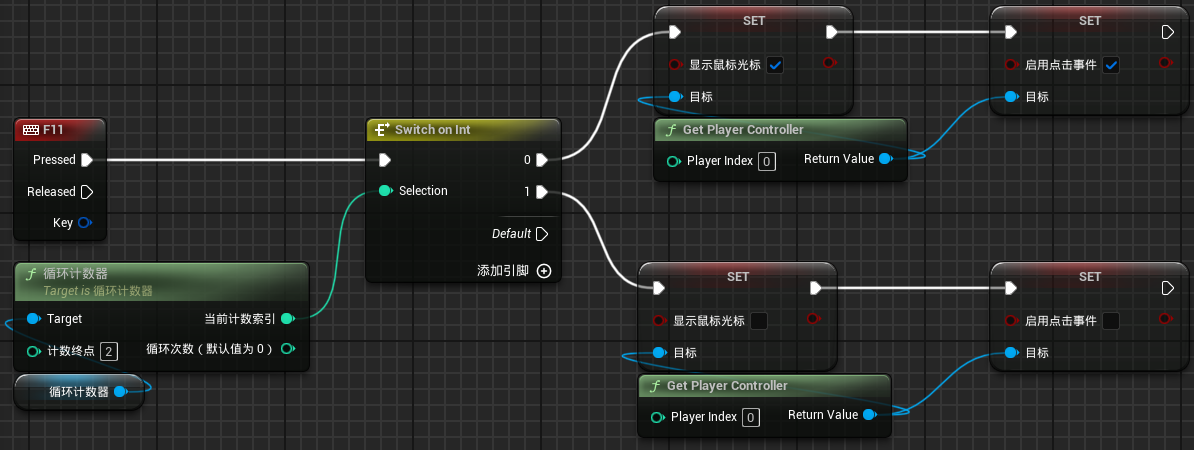 F11
Pressed
Released
Key
循环计数器
Target is 循环计数器
Target
当前计数索引
计数终点 2
循环次数（默认值为 0）
循环计数器
Switch on Int
0
Selection
1
Default
添加引脚
SET
显示鼠标光标
目标
Get Player Controller
Player Index 0
Return Value
SET
启用点击事件
目标
SET
显示鼠标光标
目标
Get Player Controller
Player Index 0
Return Value
SET
启用点击事件
目标